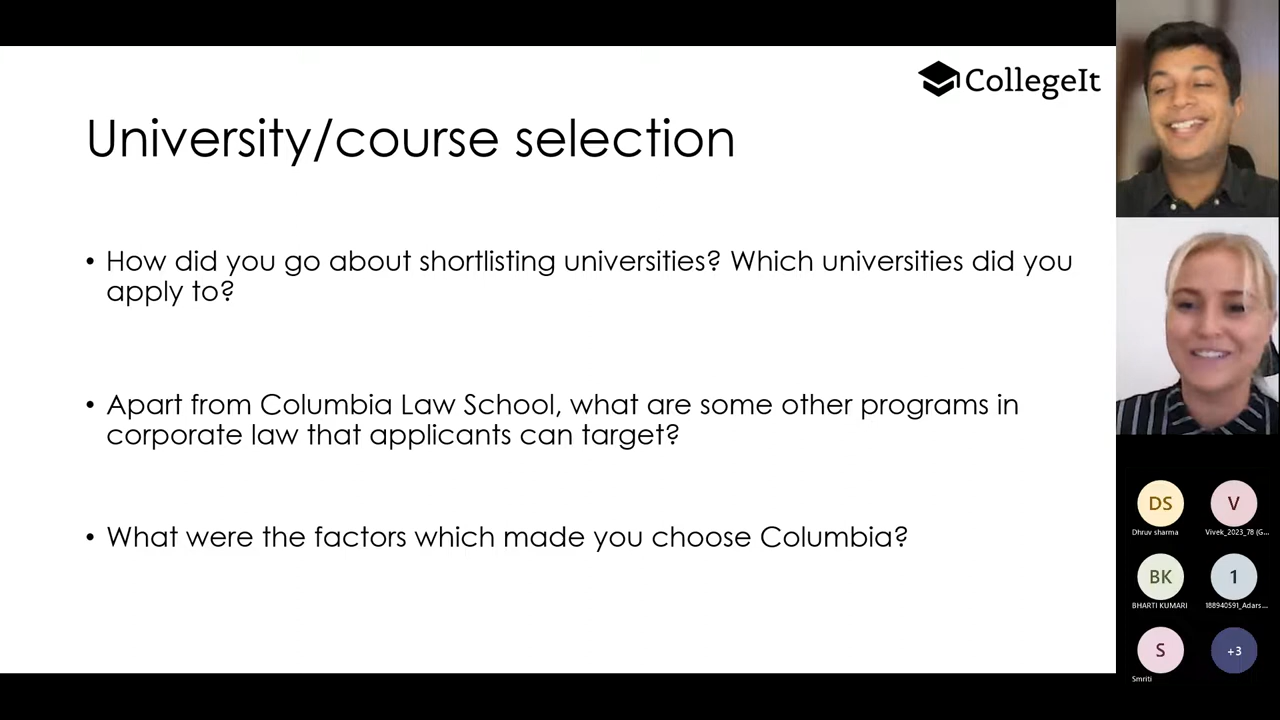 CollegeIt
University/course selection
• How did you go about shortlisting universities? Which universities did you
apply to?
• Apart from Columbia Law School, what are some other programs in
corporate law that applicants can target?
• What were the factors which made you choose Columbia?
DS
V
Dhruv sharma
Vivek_2023_78 (G...
BK
1
BHARTI KUMARI
188940591_Adars...
S
+3
Smriti